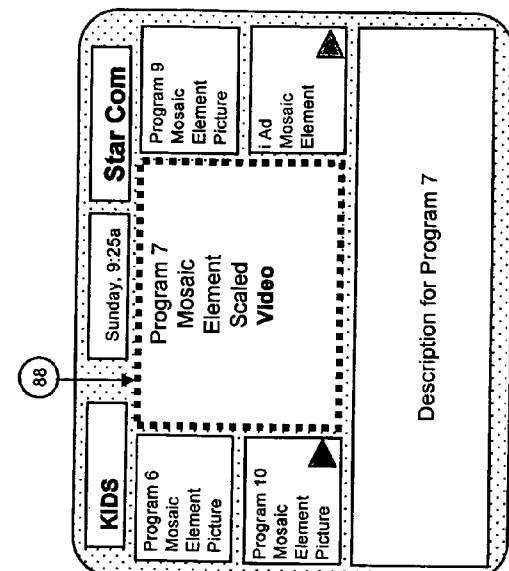 88
KIDS
Sunday, 9:25a
Star Com
Program 6
Mosaic
Element
Picture
Program 7
Mosaic
Element
Scaled
Video
Program 9
Mosaic
Element
Picture
Program 10
Mosaic
Element
Picture
i Ad
Mosaic
Element
Description for Program 7